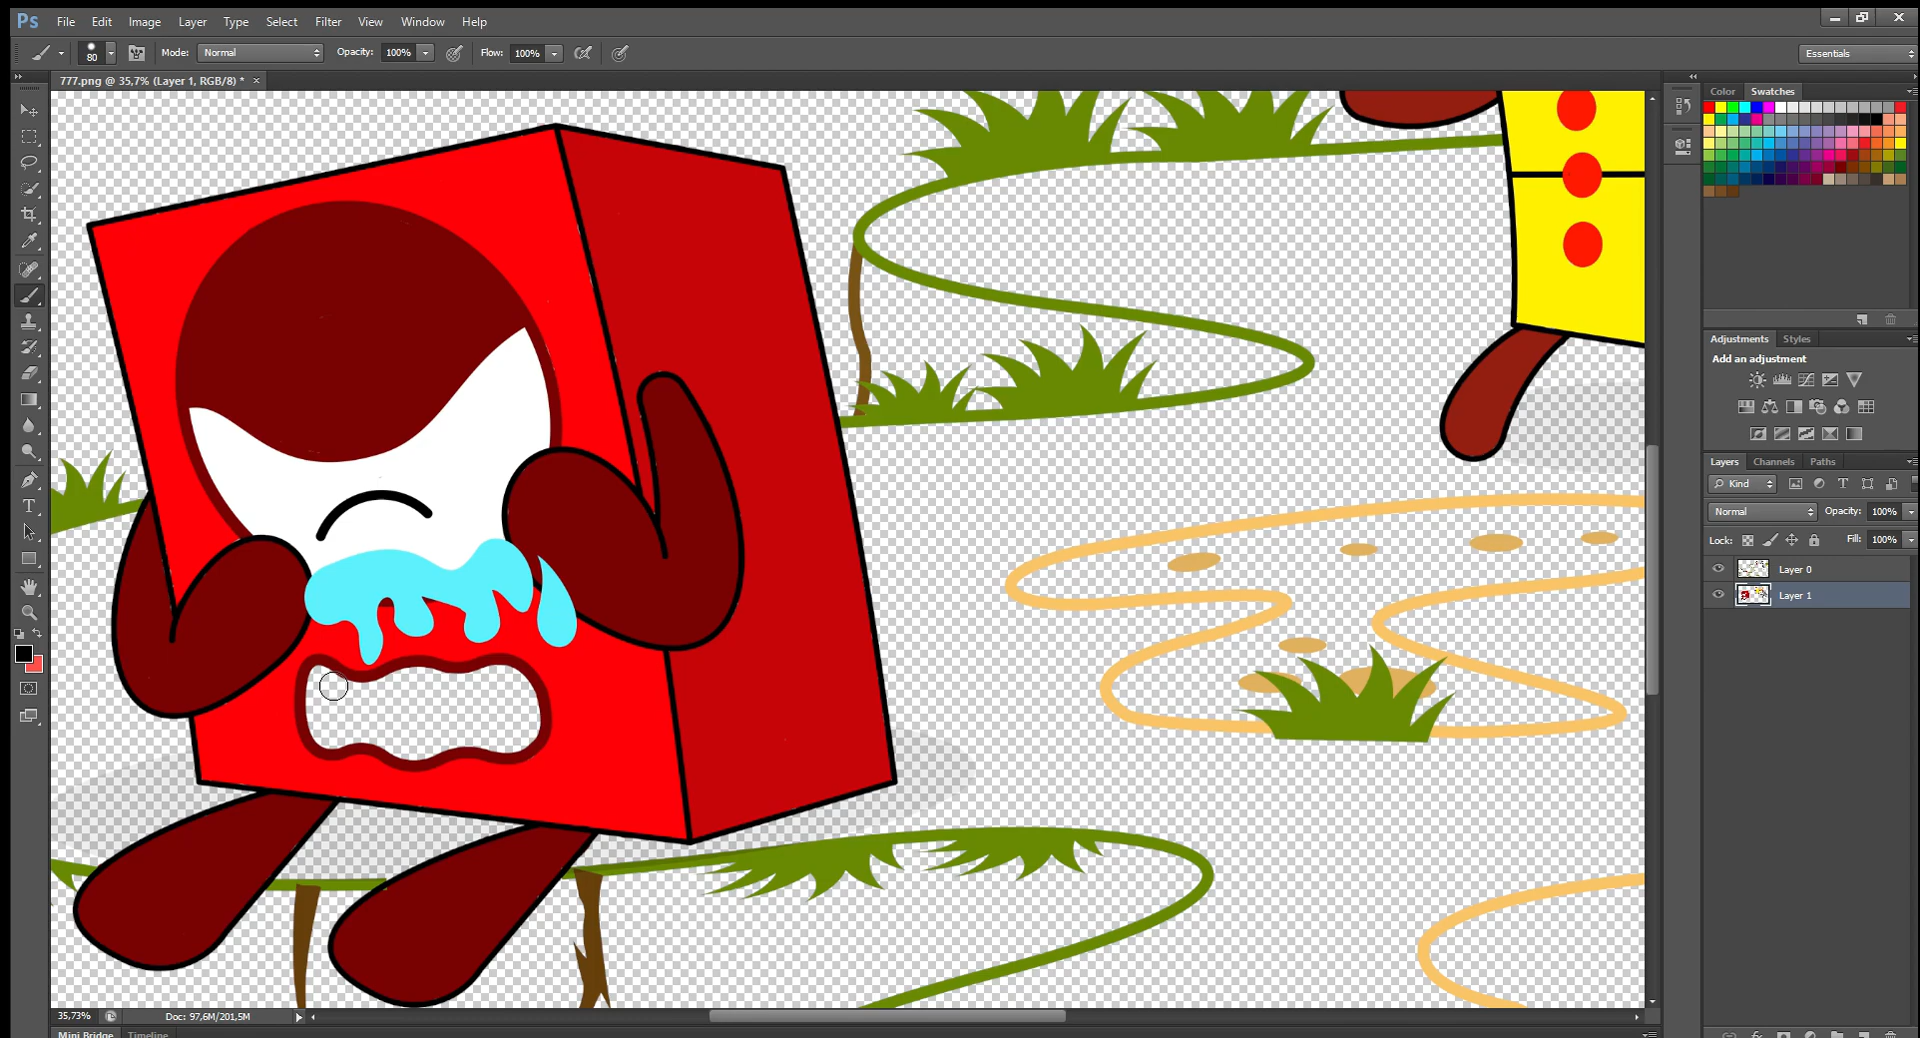 Ps File Edit Image Layer Type Select Filter View Window Help
80 Mode: Normal Opacity: 100% Flow: 100% Essentials
777.png @ 35,7% (Layer 1, RGB/8) * ×
Color Swatches
Adjustments Styles
Add an adjustment
Layers Channels Paths
Kind
Normal Opacity: 100%
Lock: Fill: 100%
Layer 0
Layer 1
35,73% Doc: 97,6M/201,5M
Mini Bridge Timeline